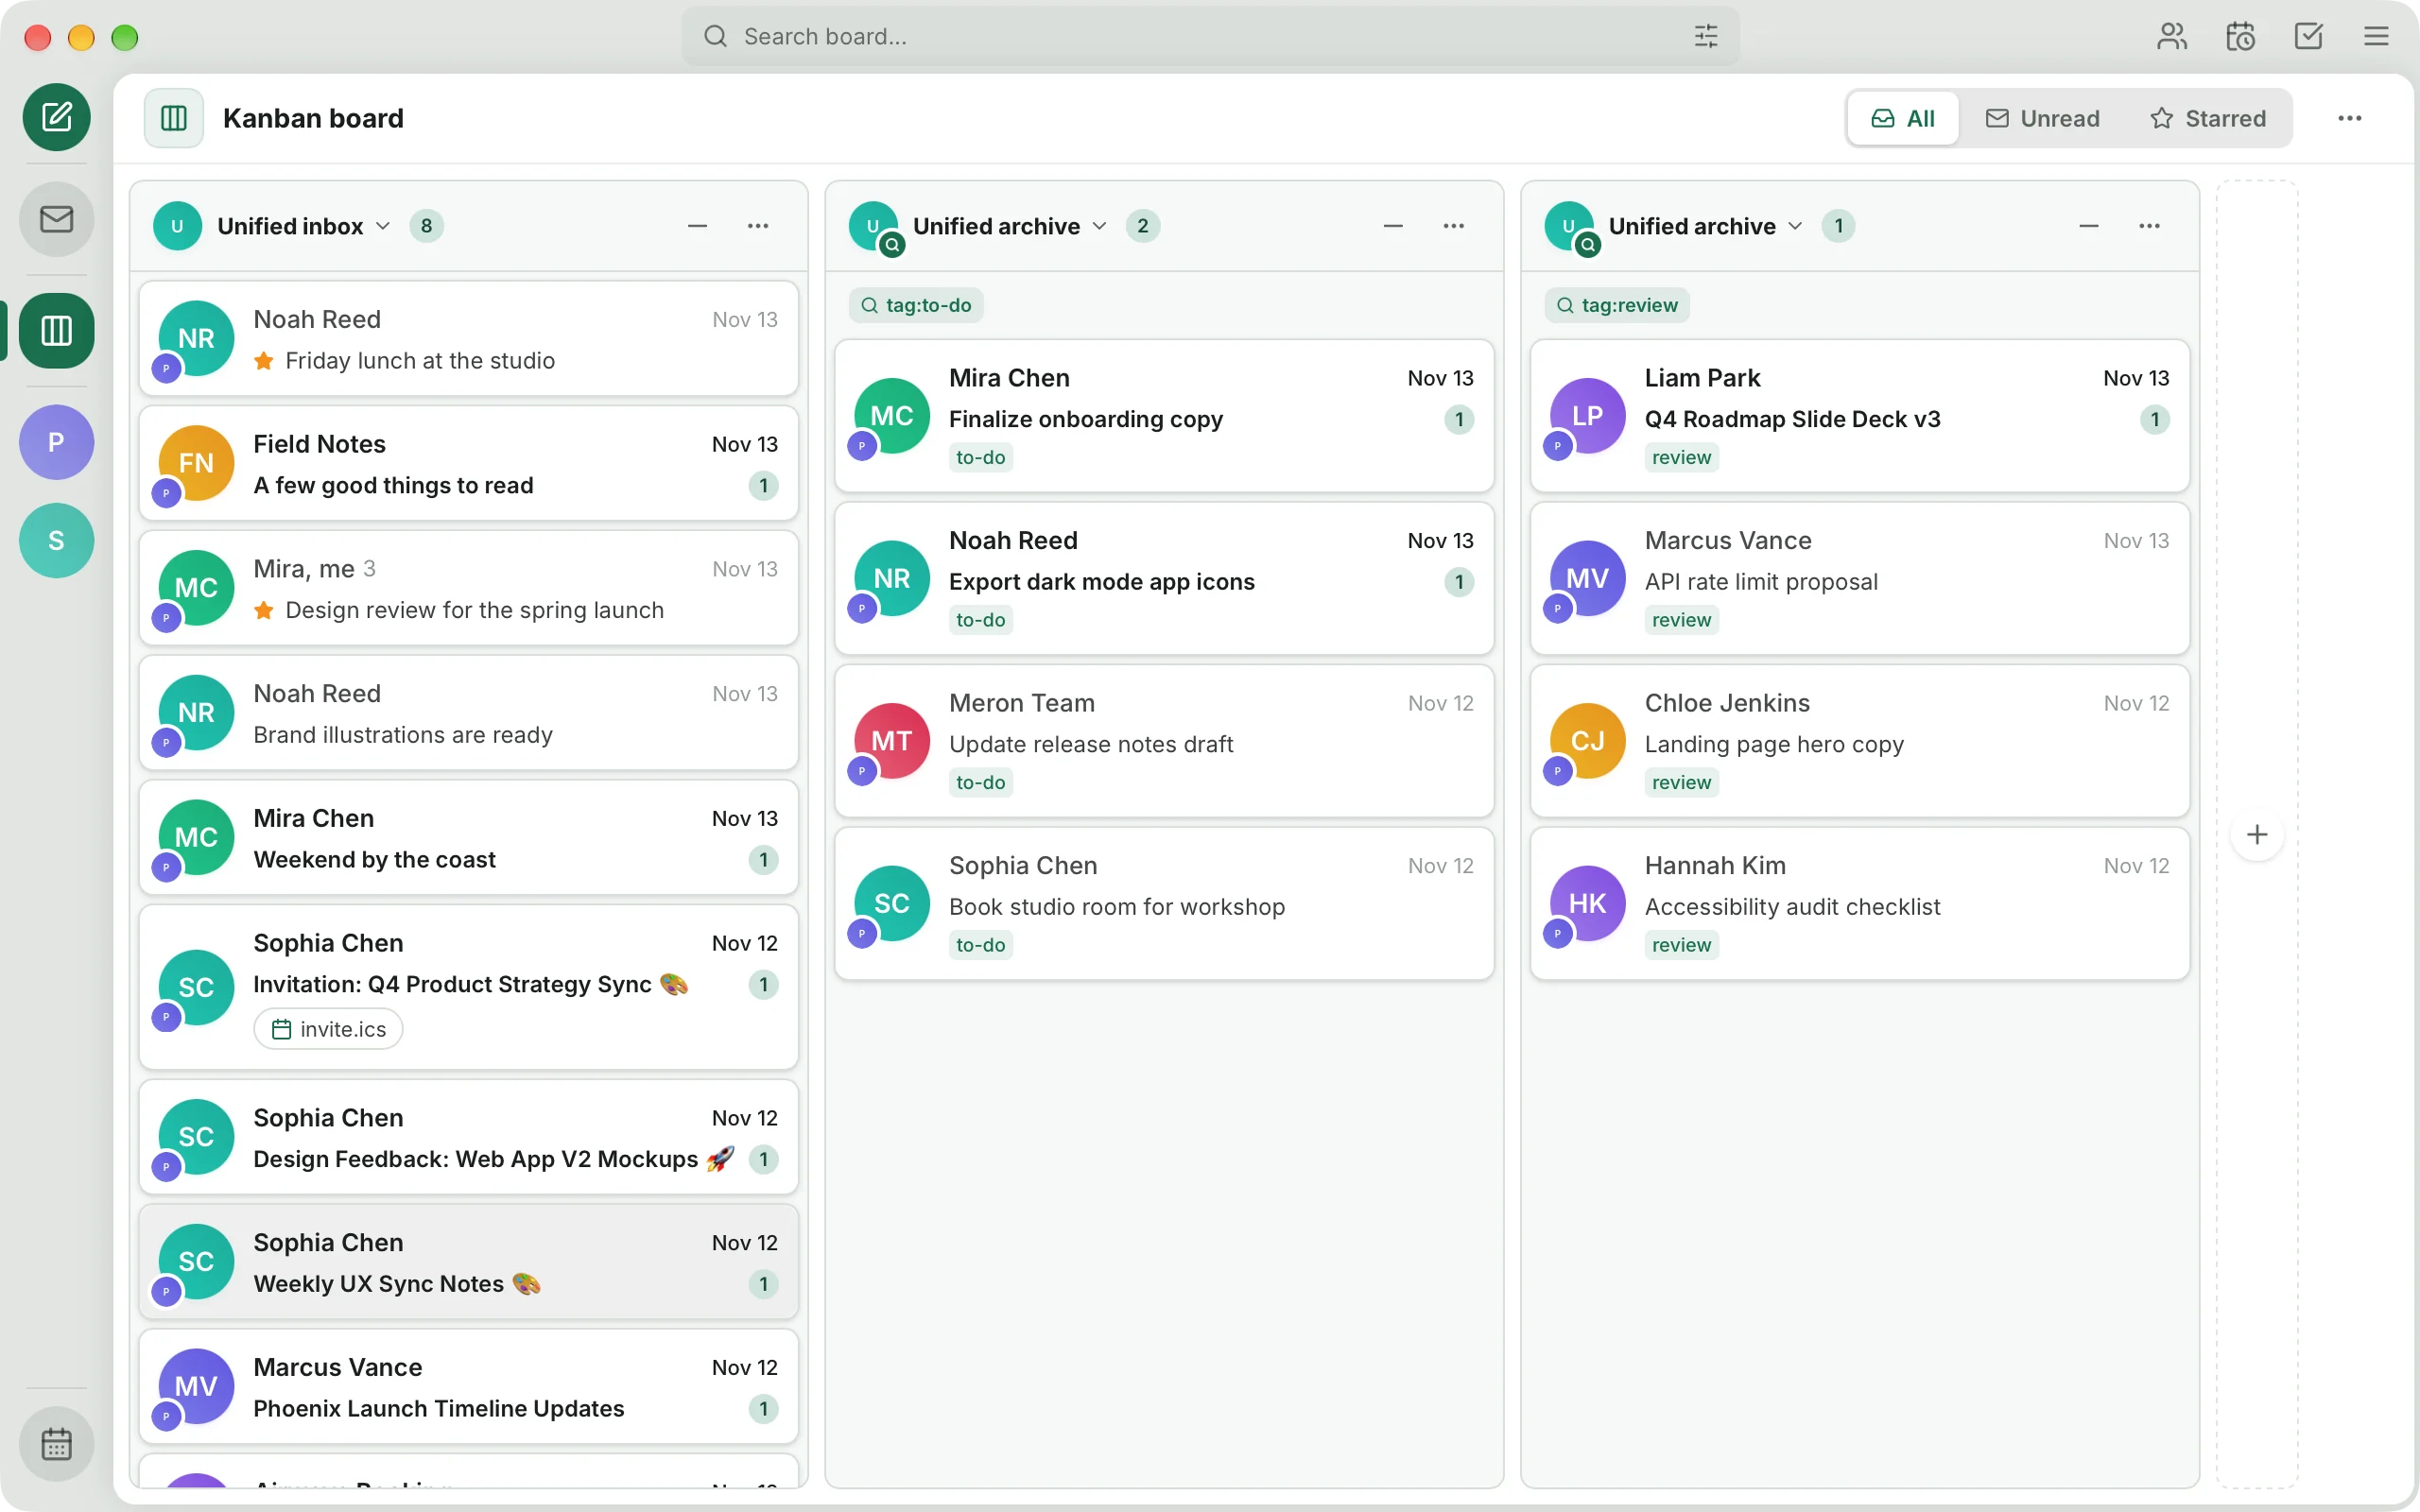 Search board...
Kanban board
All
Unread
Starred
P
S
U
Unified inbox
8
NR
P
Noah Reed
Nov 13
Friday lunch at the studio
FN
P
Field Notes
Nov 13
A few good things to read
1
MC
P
Mira, me 3
Nov 13
Design review for the spring launch
NR
P
Noah Reed
Nov 13
Brand illustrations are ready
MC
P
Mira Chen
Nov 13
Weekend by the coast
1
SC
P
Sophia Chen
Nov 12
Invitation: Q4 Product Strategy Sync 🎨
1
invite.ics
SC
P
Sophia Chen
Nov 12
Design Feedback: Web App V2 Mockups 🚀
1
SC
P
Sophia Chen
Nov 12
Weekly UX Sync Notes 🎨
1
MV
P
Marcus Vance
Nov 12
Phoenix Launch Timeline Updates
1
U
Unified archive
2
tag:to-do
MC
P
Mira Chen
Nov 13
Finalize onboarding copy
1
to-do
NR
P
Noah Reed
Nov 13
Export dark mode app icons
1
to-do
MT
P
Meron Team
Nov 12
Update release notes draft
to-do
SC
P
Sophia Chen
Nov 12
Book studio room for workshop
to-do
U
Unified archive
1
tag:review
LP
P
Liam Park
Nov 13
Q4 Roadmap Slide Deck v3
1
review
MV
P
Marcus Vance
Nov 13
API rate limit proposal
review
CJ
P
Chloe Jenkins
Nov 12
Landing page hero copy
review
HK
P
Hannah Kim
Nov 12
Accessibility audit checklist
review